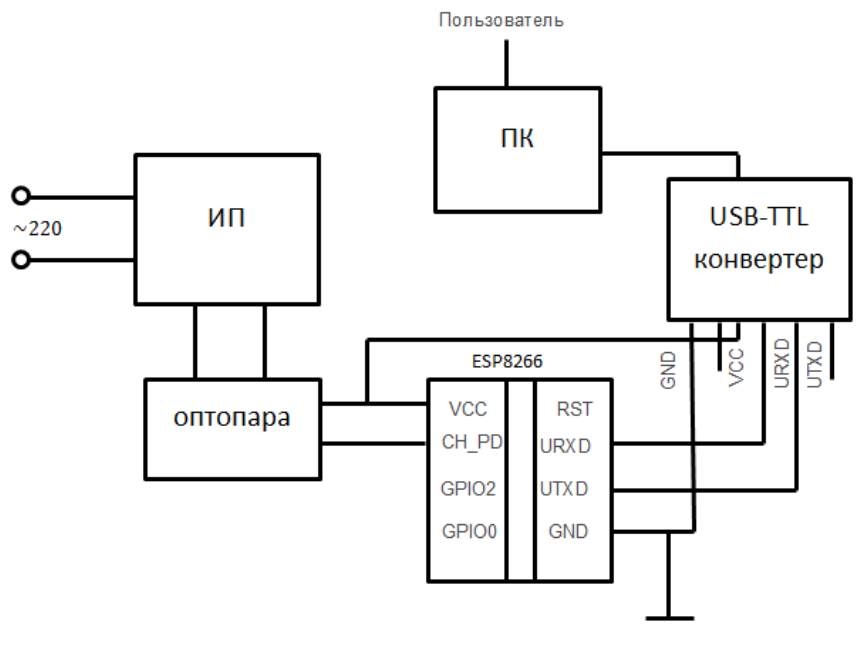 Пользователь
ПК
ИП
~220
USB-TTL
конвертер
GND
VCC
URXD
UTXD
ESP8266
оптопара
VCC
RST
CH_PD
URXD
GPIO2
UTXD
GPIO0
GND